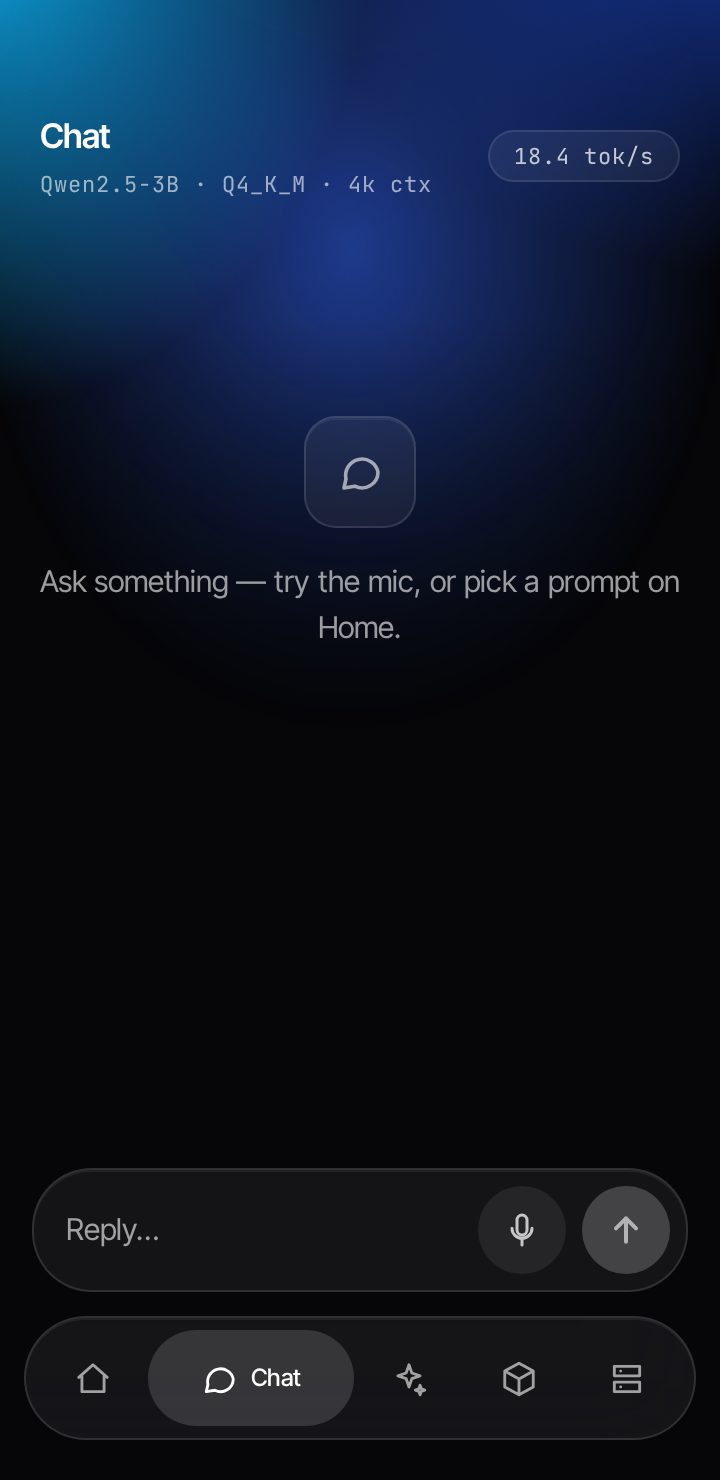 Chat
Qwen2.5-3B · Q4_K_M · 4k ctx
18.4 tok/s
Ask something — try the mic, or pick a prompt on
Home.
Reply…
Chat